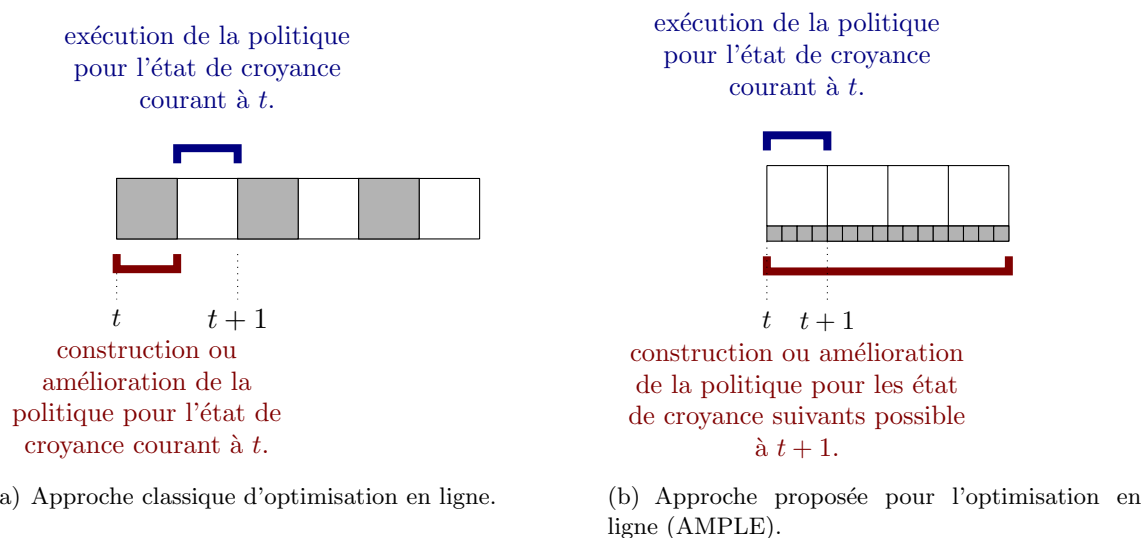 exécution de la politique
pour l'état de croyance
courant à t.
t
t + 1
construction ou
amélioration de la
politique pour l'état de
croyance courant à t.
a) Approche classique d'optimisation en ligne.
exécution de la politique
pour l'état de croyance
courant à t.
t
t + 1
construction ou amélioration
de la politique pour les état
de croyance suivants possible
à t + 1.
(b) Approche proposée pour l'optimisation en
ligne (AMPLE).